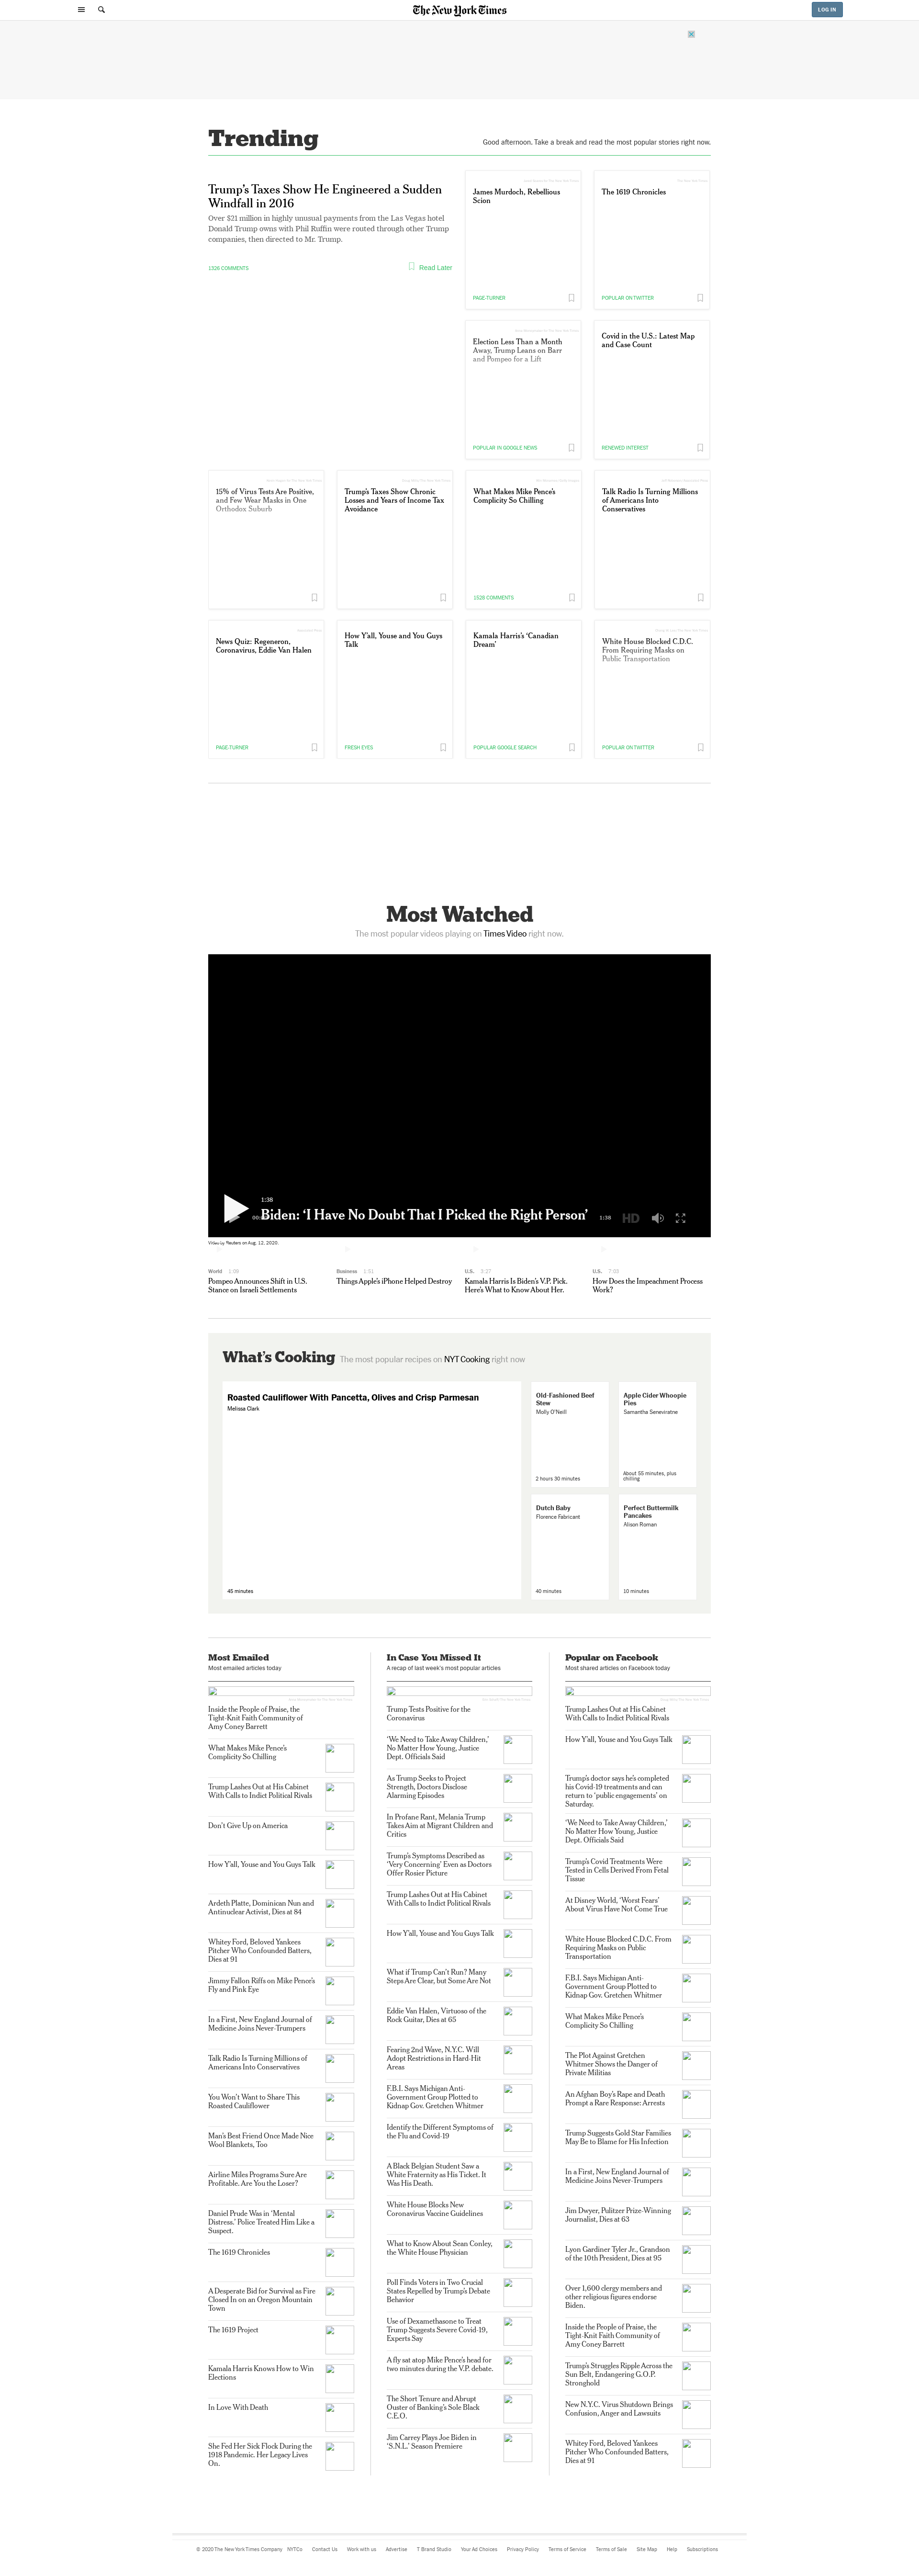 The New York Times
LOG IN
Trending
Good afternoon. Take a break and read the most popular stories right now.
Trump's Taxes Show He Engineered a Sudden
Windfall in 2016
Over $21 million in highly unusual payments from the Las Vegas hotel
Donald Trump owns with Phil Ruffin were routed through other Trump
companies, then directed to Mr. Trump.
1326 COMMENTS
Read Later
James Murdoch, Rebellious
Scion
PAGE-TURNER
The 1619 Chronicles
POPULAR ON TWITTER
Election Less Than a Month
Away, Trump Leans on Barr
and Pompeo for a Lift
POPULAR IN GOOGLE NEWS
Covid in the U.S.: Latest Map
and Case Count
RENEWED INTEREST
15% of Virus Tests Are Positive,
and Few Wear Masks in One
Orthodox Suburb
Trump's Taxes Show Chronic
Losses and Years of Income Tax
Avoidance
What Makes Mike Pence's
Complicity So Chilling
1026 COMMENTS
Talk Radio Is Turning Millions
of Americans Into
Conservatives
News Quiz: Regeneron,
Coronavirus, Eddie Van Halen
PAGE-TURNER
How Y'all, Youse and You Guys
Talk
FRESH EYES
Kamala Harris's 'Canadian
Dream'
POPULAR GOOGLE SEARCH
White House Blocked C.D.C.
From Requiring Masks on
Public Transportation
POPULAR ON TWITTER
Most Watched
The most popular videos playing on Times Video right now.
1:38
Biden: 'I Have No Doubt That I Picked the Right Person'
1:38
HD
Video by Reuters on Aug. 12, 2020.
World 1:09
Pompeo Announces Shift in U.S.
Stance on Israeli Settlements
Business 1:51
Things Apple's iPhone Helped Destroy
U.S. 3:27
Kamala Harris Is Biden's V.P. Pick.
Here's What to Know About Her.
U.S. 7:03
How Does the Impeachment Process
Work?
What's Cooking The most popular recipes on NYT Cooking right now
Roasted Cauliflower With Pancetta, Olives and Crisp Parmesan
Melissa Clark
45 minutes
Old-Fashioned Beef
Stew
Molly O'Neill
2 hours 30 minutes
Apple Cider Whoopie
Pies
Samantha Seneviratne
About 55 minutes, plus
chilling
Dutch Baby
Florence Fabricant
40 minutes
Perfect Buttermilk
Pancakes
Alison Roman
10 minutes
Most Emailed
Most emailed articles today
Inside the People of Praise, the
Tight-Knit Faith Community of
Amy Coney Barrett
What Makes Mike Pence's
Complicity So Chilling
Trump Lashes Out at His Cabinet
With Calls to Indict Political Rivals
Don't Give Up on America
How Y'all, Youse and You Guys Talk
Ardeth Platte, Dominican Nun and
Antinuclear Activist, Dies at 84
Whitey Ford, Beloved Yankees
Pitcher Who Confounded Batters,
Dies at 91
Jimmy Fallon Riffs on Mike Pence's
Fly and Pink Eye
In a First, New England Journal of
Medicine Joins Never-Trumpers
Talk Radio Is Turning Millions of
Americans Into Conservatives
You Won't Want to Share This
Roasted Cauliflower
Man's Best Friend Once Made Nice
Wool Blankets, Too
Airline Miles Programs Sure Are
Profitable. Are You the Loser?
Daniel Prude Was in 'Mental
Distress.' Police Treated Him Like a
Suspect.
The 1619 Chronicles
A Desperate Bid for Survival as Fire
Closed In on an Oregon Mountain
Town
The 1619 Project
Kamala Harris Knows How to Win
Elections
In Love With Death
She Fed Her Sick Flock During the
1918 Pandemic. Her Legacy Lives
On.
In Case You Missed It
A recap of last week's most popular articles
Trump Tests Positive for the
Coronavirus
'We Need to Take Away Children,'
No Matter How Young, Justice
Dept. Officials Said
As Trump Seeks to Project
Strength, Doctors Disclose
Alarming Episodes
In Profane Rant, Melania Trump
Takes Aim at Migrant Children and
Critics
Trump's Symptoms Described as
'Very Concerning' Even as Doctors
Offer Rosier Picture
Trump Lashes Out at His Cabinet
With Calls to Indict Political Rivals
How Y'all, Youse and You Guys Talk
What if Trump Can't Run? Many
Steps Are Clear, but Some Are Not
Eddie Van Halen, Virtuoso of the
Rock Guitar, Dies at 65
Fearing 2nd Wave, N.Y.C. Will
Adopt Restrictions in Hard-Hit
Areas
F.B.I. Says Michigan Anti-
Government Group Plotted to
Kidnap Gov. Gretchen Whitmer
Identify the Different Symptoms of
the Flu and Covid-19
A Black Belgian Student Saw a
White Fraternity as His Ticket. It
Was His Death.
White House Blocks New
Coronavirus Vaccine Guidelines
What to Know About Sean Conley,
the White House Physician
Poll Finds Voters in Two Crucial
States Repelled by Trump's Debate
Behavior
Use of Dexamethasone to Treat
Trump Suggests Severe Covid-19,
Experts Say
A fly sat atop Mike Pence's head for
two minutes during the V.P. debate.
The Short Tenure and Abrupt
Ouster of Banking's Sole Black
C.E.O.
Jim Carrey Plays Joe Biden in
'S.N.L.' Season Premiere
Popular on Facebook
Most shared articles on Facebook today
Trump Lashes Out at His Cabinet
With Calls to Indict Political Rivals
How Y'all, Youse and You Guys Talk
Trump's doctor says he's completed
his Covid-19 treatments and can
return to 'public engagements' on
Saturday.
'We Need to Take Away Children,'
No Matter How Young, Justice
Dept. Officials Said
Trump's Covid Treatments Were
Tested in Cells Derived From Fetal
Tissue
At Disney World, 'Worst Fears'
About Virus Have Not Come True
White House Blocked C.D.C. From
Requiring Masks on Public
Transportation
F.B.I. Says Michigan Anti-
Government Group Plotted to
Kidnap Gov. Gretchen Whitmer
What Makes Mike Pence's
Complicity So Chilling
The Plot Against Gretchen
Whitmer Shows the Danger of
Private Militias
An Afghan Boy's Rape and Death
Prompt a Rare Response: Arrests
Trump Suggests Gold Star Families
May Be to Blame for His Infection
In a First, New England Journal of
Medicine Joins Never-Trumpers
Jim Dwyer, Pulitzer Prize-Winning
Journalist, Dies at 63
Lyon Gardiner Tyler Jr., Grandson
of the 10th President, Dies at 95
Over 1,600 clergy members and
other religious figures endorse
Biden.
Inside the People of Praise, the
Tight-Knit Faith Community of
Amy Coney Barrett
Trump's Struggles Ripple Across the
Sun Belt, Endangering G.O.P.
Stronghold
New N.Y.C. Virus Shutdown Brings
Confusion, Anger and Lawsuits
Whitey Ford, Beloved Yankees
Pitcher Who Confounded Batters,
Dies at 91
© 2020 The New York Times Company NYTCo Contact Us Work with us Advertise T Brand Studio Your Ad Choices Privacy Policy Terms of Service Terms of Sale Site Map Help Subscriptions